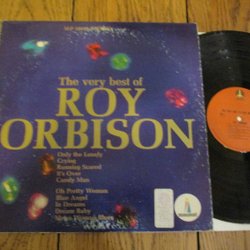 The very best of
ROY
ORBISON
Only the Lonely
Crying
Running Scared
It's Over
Candy Man
Oh Pretty Woman
Blue Angel
In Dreams
Dream Baby